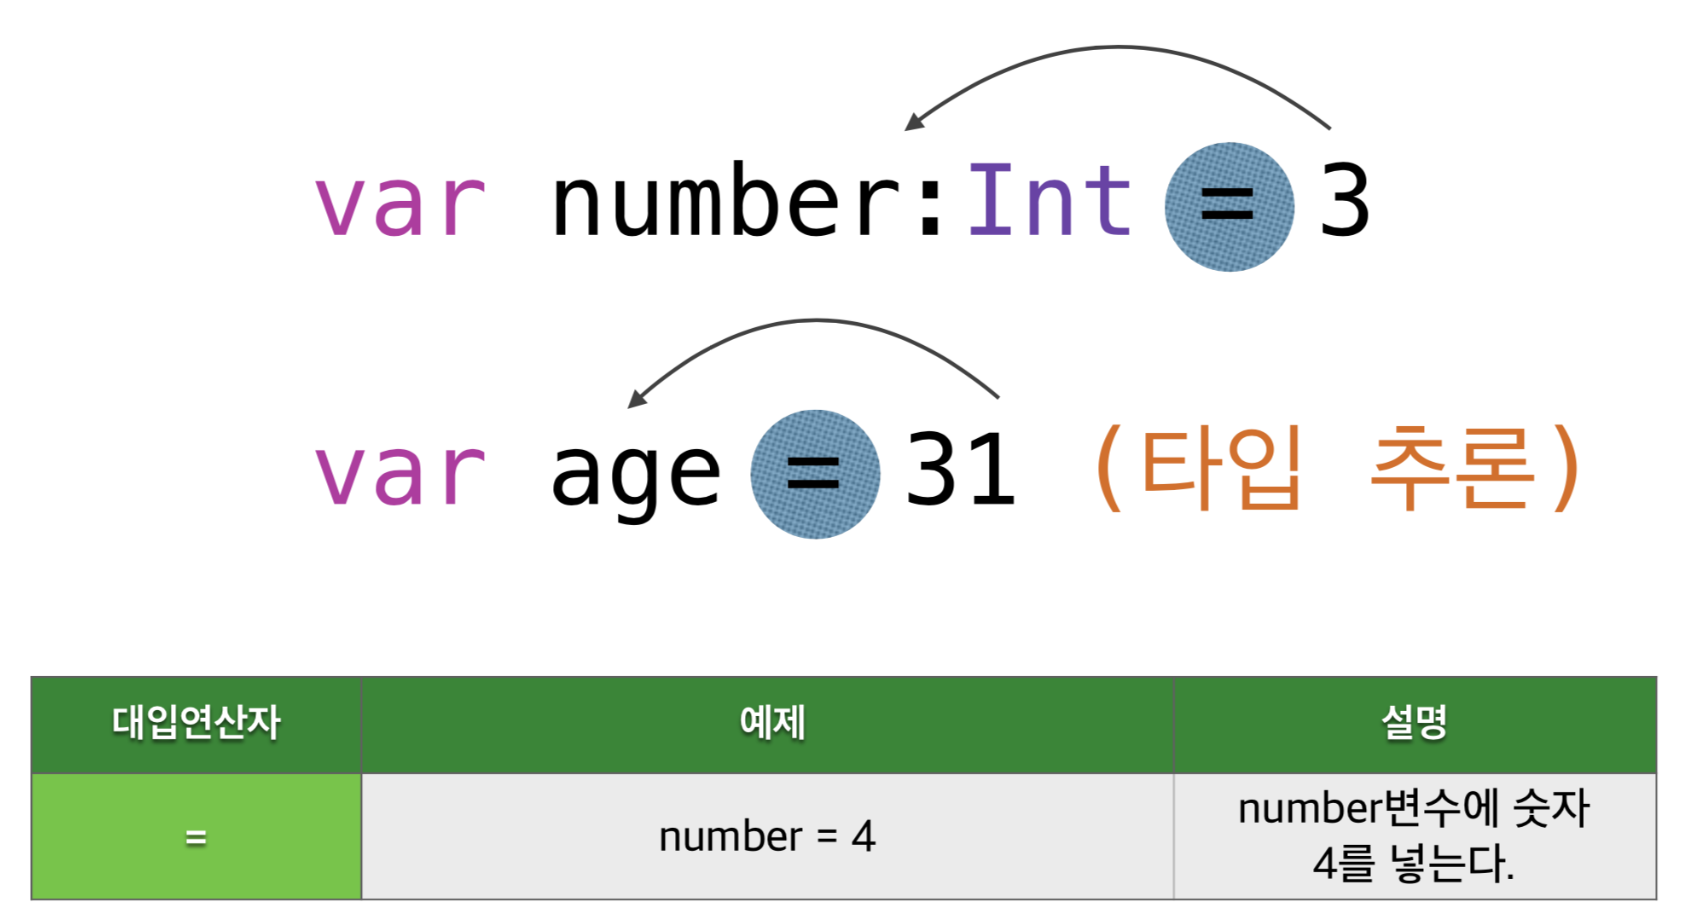 var number:Int = 3
var age = 31 (타입 추론)
대입연산자 예제 설명
= number = 4 number변수에 숫자
4를 넣는다.